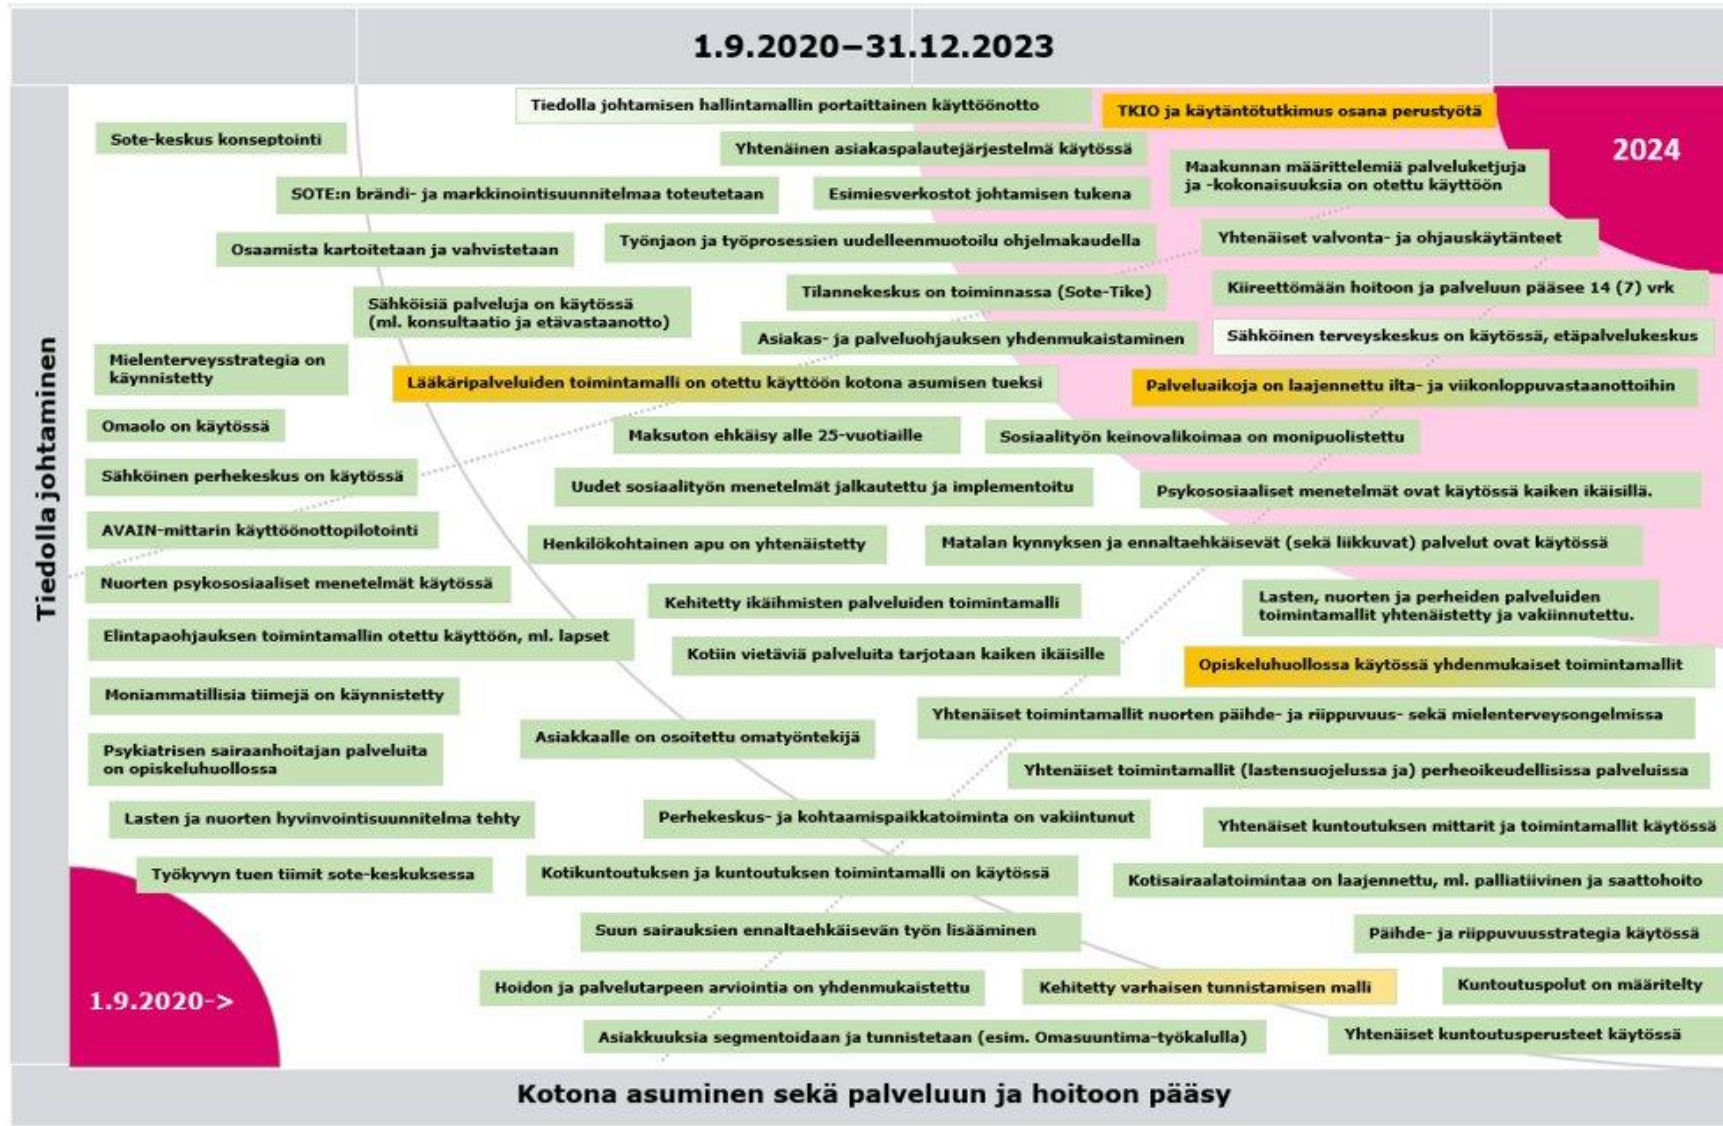 1.9.2020–31.12.2023
Tiedolla johtamisen hallintamallin portaittainen käyttöönotto
TKIO ja käytäntötutkimus osana perustyötä
2024
Sote-keskus konseptointi
Yhtenäinen asiakaspalautejärjestelmä käytössä
Maakunnan määrittelemiä palveluketjuja
ja -kokonaisuuksia on otettu käyttöön
SOTE:n brändi- ja markkinointisuunnitelmaa toteutetaan
Esimiesverkostot johtamisen tukena
Osaamista kartoitetaan ja vahvistetaan
Työnjaon ja työprosessien uudelleenmuotoilu ohjelmakaudella
Yhtenäiset valvonta- ja ohjauskäytänteet
Sähköisiä palveluja on käytössä
(ml. konsultaatio ja etävastaanotto)
Tilannekeskus on toiminnassa (Sote-Tike)
Kiireettömään hoitoon ja palveluun pääsee 14 (7) vrk
Asiakas- ja palveluohjauksen yhdenmukaistaminen
Sähköinen terveyskeskus on käytössä, etäpalvelukeskus
Tiedolla johtaminen
Mielenterveysstrategia on
käynnistetty
Lääkäripalveluiden toimintamalli on otettu käyttöön kotona asumisen tueksi
Palveluaikoja on laajennettu ilta- ja viikonloppuvastaanottoihin
Omaolo on käytössä
Maksuton ehkäisy alle 25-vuotiaille
Sosiaalityön keinovalikoimaa on monipuolistettu
Sähköinen perhekeskus on käytössä
Uudet sosiaalityön menetelmät jalkautettu ja implementoitu
Psykososiaaliset menetelmät ovat käytössä kaiken ikäisillä.
AVAIN-mittarin käyttöönottopilotointi
Henkilökohtainen apu on yhtenäistetty
Matalan kynnyksen ja ennaltaehkäisevät (sekä liikkuvat) palvelut ovat käytössä
Nuorten psykososiaaliset menetelmät käytössä
Kehitetty ikäihmisten palveluiden toimintamalli
Lasten, nuorten ja perheiden palveluiden
toimintamallit yhtenäistetty ja vakiinnutettu.
Elintapaohjauksen toimintamallin otettu käyttöön, ml. lapset
Kotiin vietäviä palveluita tarjotaan kaiken ikäisille
Opiskeluhuollossa käytössä yhdenmukaiset toimintamallit
Moniammatillisia tiimejä on käynnistetty
Yhtenäiset toimintamallit nuorten päihde- ja riippuvuus- sekä mielenterveysongelmissa
Asiakkaalle on osoitettu omatyöntekijä
Psykiatrisen sairaanhoitajan palveluita
on opiskeluhuollossa
Yhtenäiset toimintamallit (lastensuojelussa ja) perheoikeudellisissa palveluissa
Lasten ja nuorten hyvinvointisuunnitelma tehty
Perhekeskus- ja kohtaamispaikkatoiminta on vakiintunut
Yhtenäiset kuntoutuksen mittarit ja toimintamallit käytössä
Työkyvyn tuen tiimit sote-keskuksessa
Kotikuntoutuksen ja kuntoutuksen toimintamalli on käytössä
Kotisairaalatoimintaa on laajennettu, ml. palliatiivinen ja saattohoito
Suun sairauksien ennaltaehkäisevän työn lisääminen
Päihde- ja riippuvuusstrategia käytössä
1.9.2020->
Hoidon ja palvelutarpeen arviointia on yhdenmukaistettu
Kehitetty varhaisen tunnistamisen malli
Kuntoutuspolut on määritelty
Asiakkuuksia segmentoidaan ja tunnistetaan (esim. Omasuuntima-työkalulla)
Yhtenäiset kuntoutusperusteet käytössä
Kotona asuminen sekä palveluun ja hoitoon pääsy